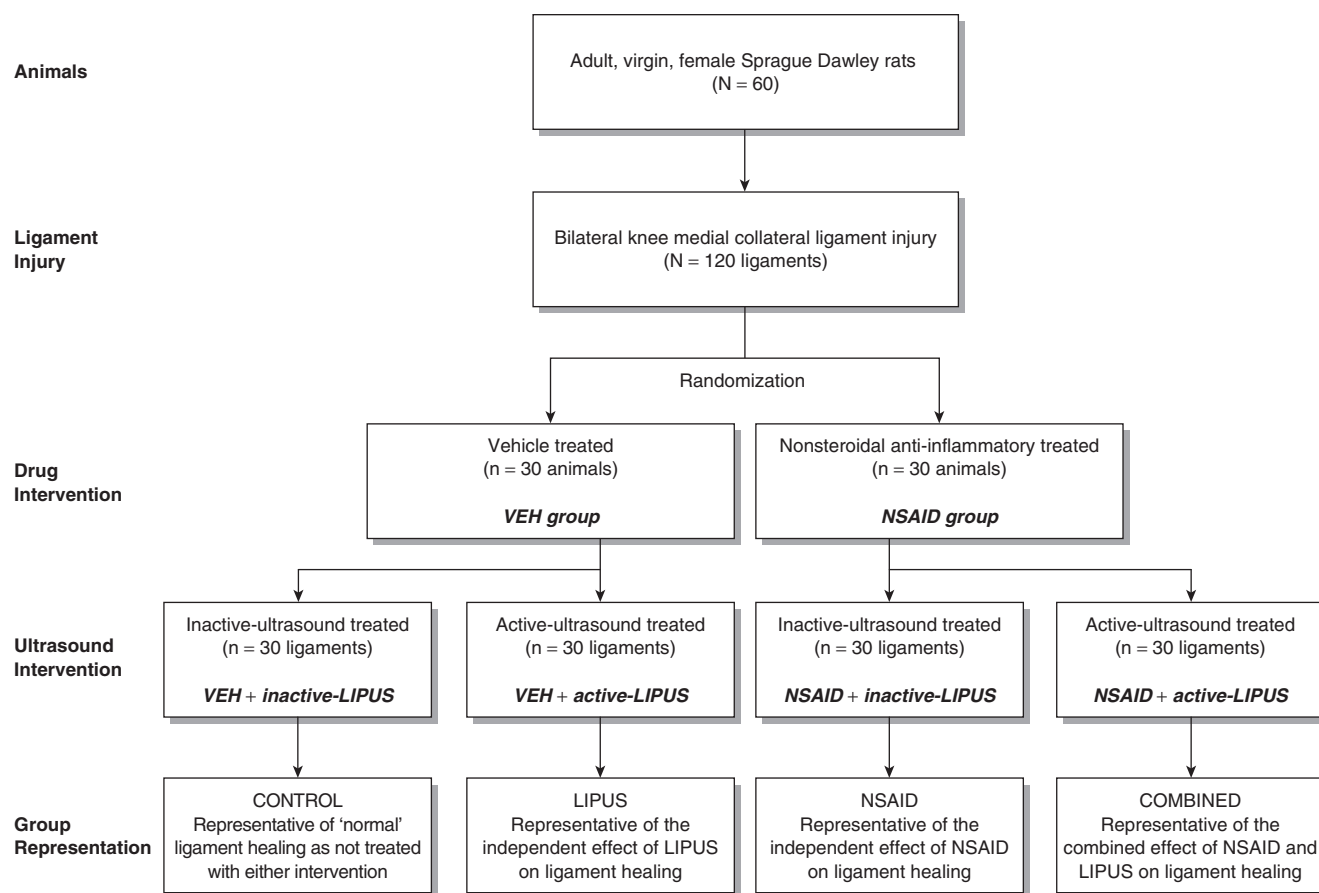 Animals
Adult, virgin, female Sprague Dawley rats
(N = 60)
Ligament
Injury
Bilateral knee medial collateral ligament injury
(N = 120 ligaments)
Randomization
Drug
Intervention
Vehicle treated
(n = 30 animals)
VEH group
Nonsteroidal anti-inflammatory treated
(n = 30 animals)
NSAID group
Ultrasound
Intervention
Inactive-ultrasound treated
(n = 30 ligaments)
VEH + inactive-LIPUS
Active-ultrasound treated
(n = 30 ligaments)
VEH + active-LIPUS
Inactive-ultrasound treated
(n = 30 ligaments)
NSAID + inactive-LIPUS
Active-ultrasound treated
(n = 30 ligaments)
NSAID + active-LIPUS
Group
Representation
CONTROL
Representative of ‘normal’
ligament healing as not treated
with either intervention
LIPUS
Representative of the
independent effect of LIPUS
on ligament healing
NSAID
Representative of the
independent effect of NSAID
on ligament healing
COMBINED
Representative of the
combined effect of NSAID and
LIPUS on ligament healing